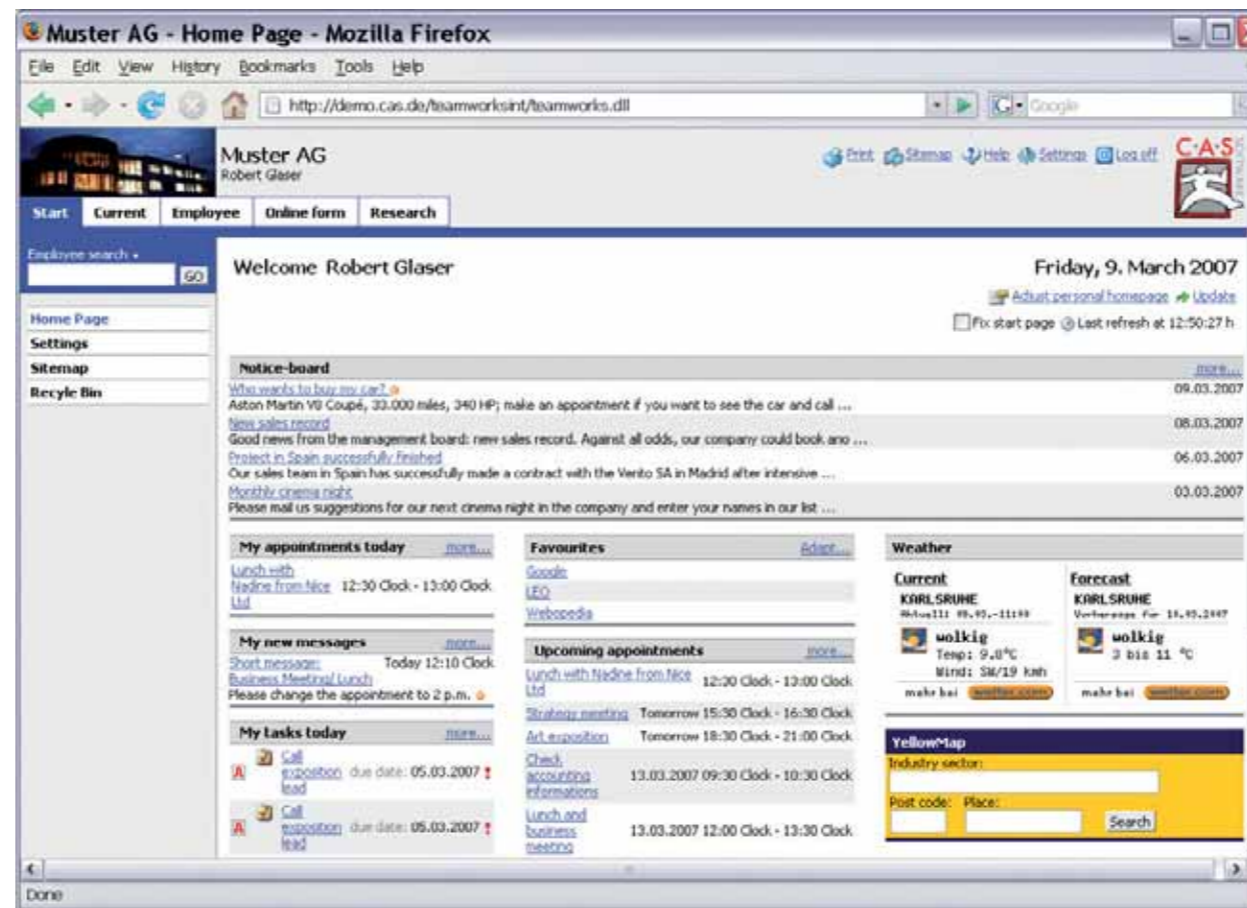 Muster AG - Home Page - Mozilla Firefox
File Edit View History Bookmarks Tools Help
http://demo.cas.de/teamworksint/teamworks.dll
Google
Muster AG
Robert Glaser
Print Sitemap Help Settings Log off
C·A·S
Start Current Employee Online form Research
Employee search
GO
Home Page
Settings
Sitemap
Recyle Bin
Welcome Robert Glaser
Friday, 9. March 2007
Adjust personal homepage Update
Fix start page Last refresh at 12:50:27 h
Notice-board more...
Who wants to buy my car? 09.03.2007
Aston Martin V8 Coupé, 33.000 miles, 340 HP; make an appointment if you want to see the car and call ...
New sales record 08.03.2007
Good news from the management board: new sales record. Against all odds, our company could book ano ...
Project in Spain successfully finished 06.03.2007
Our sales team in Spain has successfully made a contract with the Vento SA in Madrid after intensive ...
Monthly cinema night 03.03.2007
Please mail us suggestions for our next cinema night in the company and enter your names in our list ...
My appointments today more...
Lunch with
Nadine from Nice 12:30 Clock - 13:00 Clock
Ltd
My new messages more...
Short message: Today 12:10 Clock
Business Meeting/ Lunch
Please change the appointment to 2 p.m.
My tasks today more...
A Call
exposition due date: 05.03.2007 !
lead
A Call
exposition due date: 05.03.2007 !
lead
Favourites Adapt...
Google
LEO
Webopedia
Upcoming appointments more...
Lunch with Nadine from Nice 12:30 Clock - 13:00 Clock
Ltd
Strategy meeting Tomorrow 15:30 Clock - 16:30 Clock
Art exposition Tomorrow 18:30 Clock - 21:00 Clock
Check
accounting 13.03.2007 09:30 Clock - 10:30 Clock
informations
Lunch and
business 13.03.2007 12:00 Clock - 13:30 Clock
meeting
Weather
Current
KARLSRUHE
wolkig
Temp: 9.0°C
Wind: SW/19 kmh
mehr bei wetter.com
Forecast
KARLSRUHE
Vorhersage für 10.03.2007
wolkig
3 bis 11 °C
mehr bei wetter.com
YellowMap
Industry sector:
Post code: Place:
Search
Done